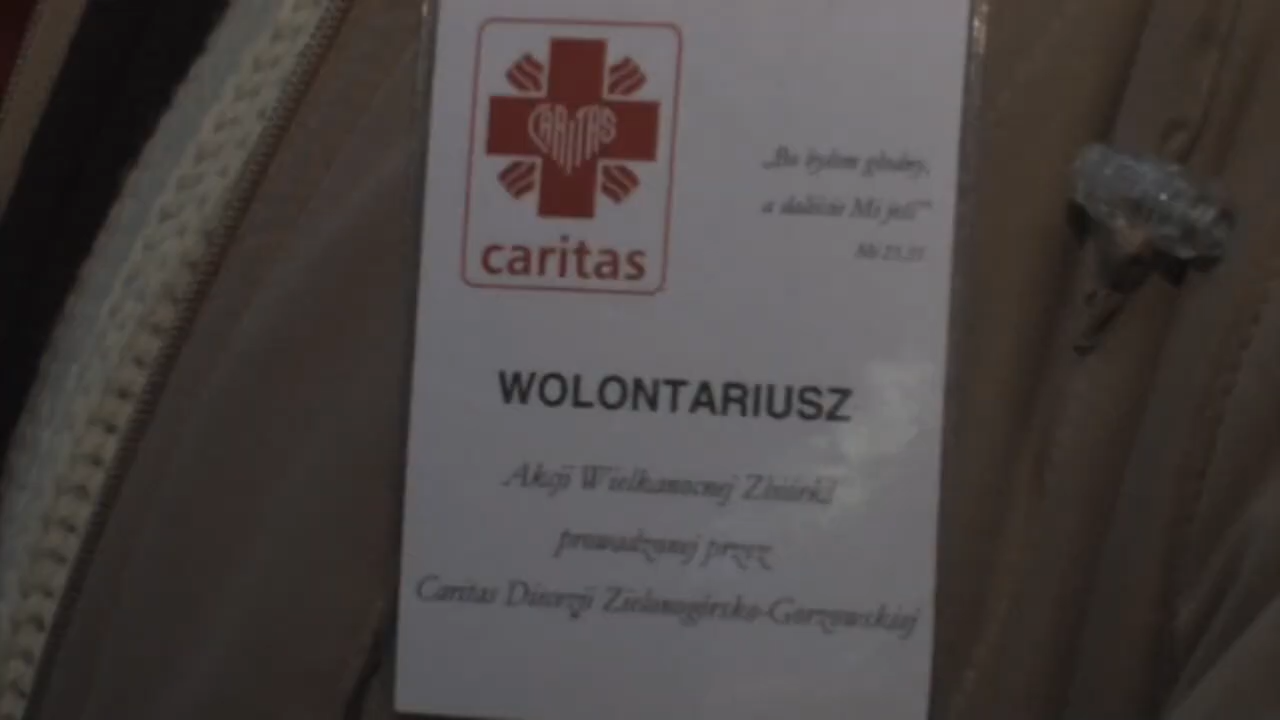 CARITAS
caritas
„Bo byłem głodny,
a daliście Mi jeść"
Mt 25,35
WOLONTARIUSZ
Akcji Wielkanocnej Zbiórki
prowadzonej przez
Caritas Diecezji Zielonogórsko-Gorzowskiej